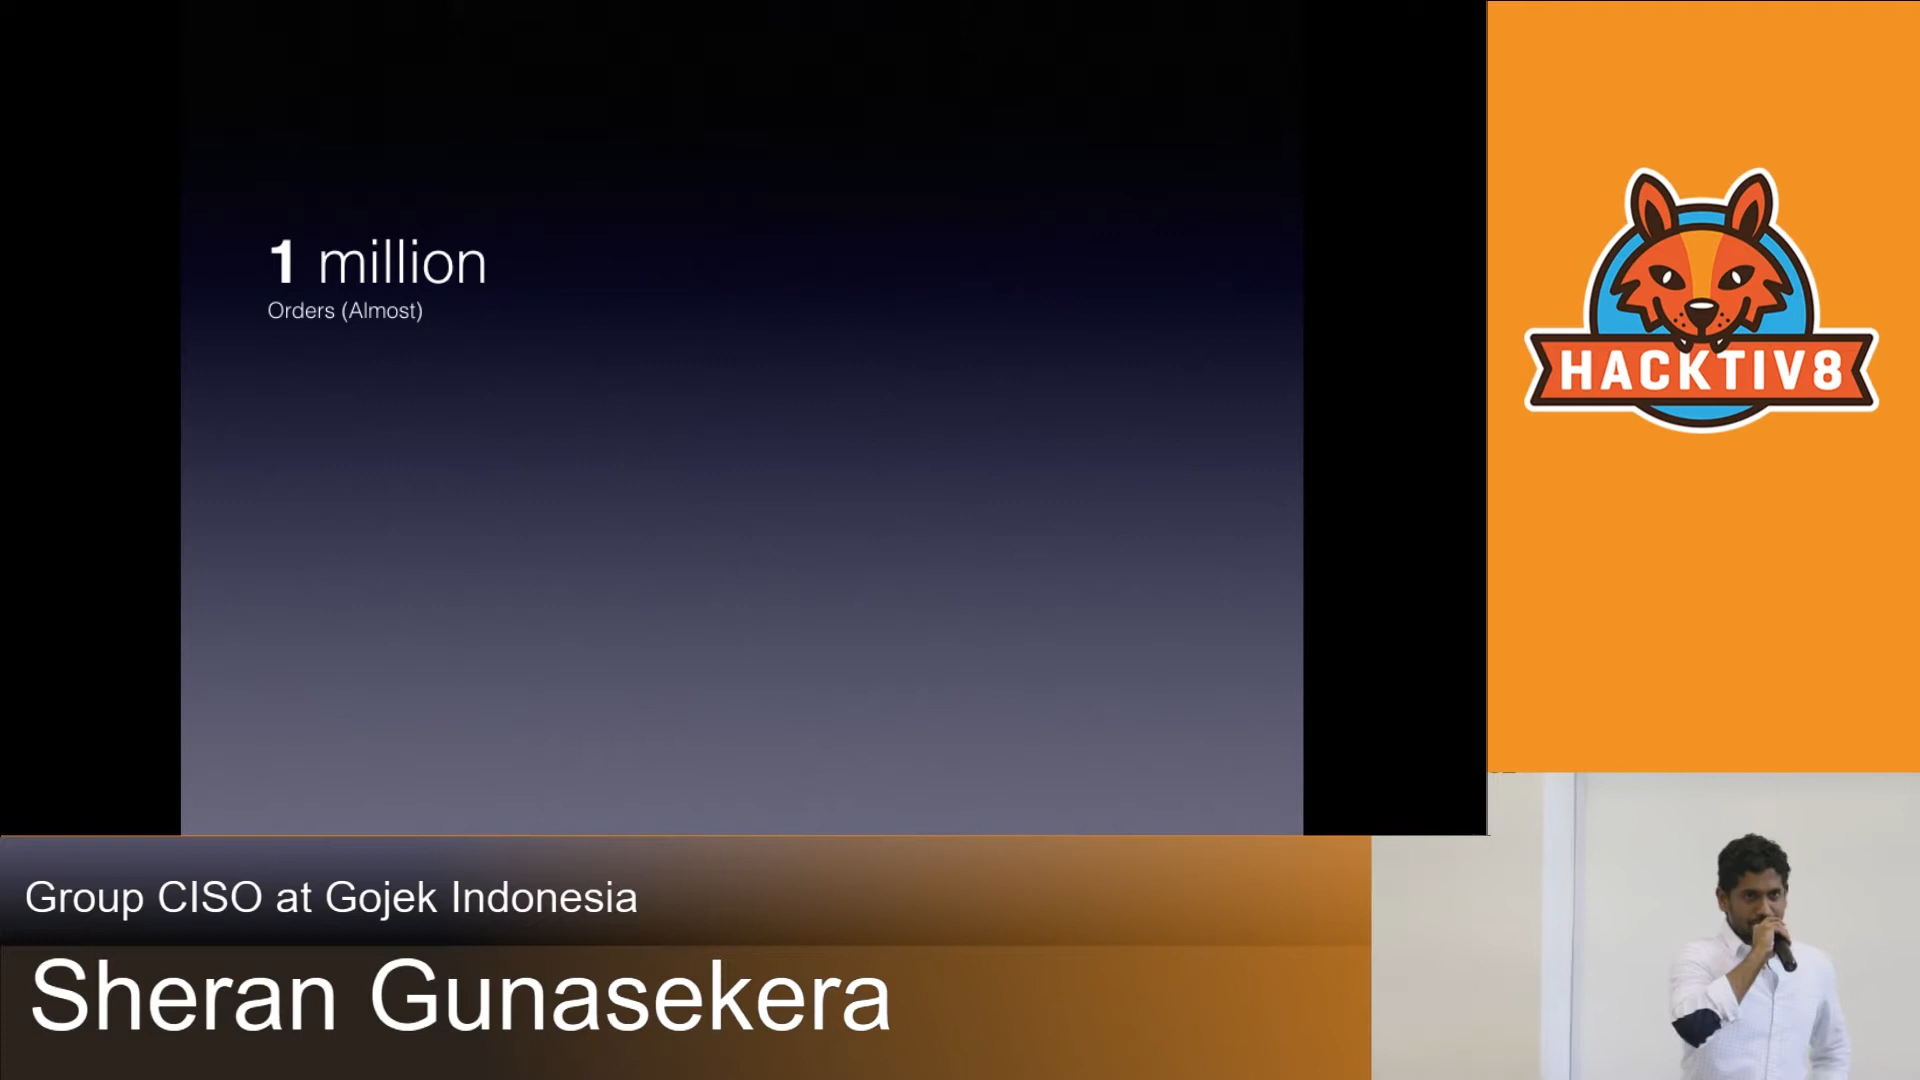 1 million
Orders (Almost)
HACKTIV8
Group CISO at Gojek Indonesia
Sheran Gunasekera